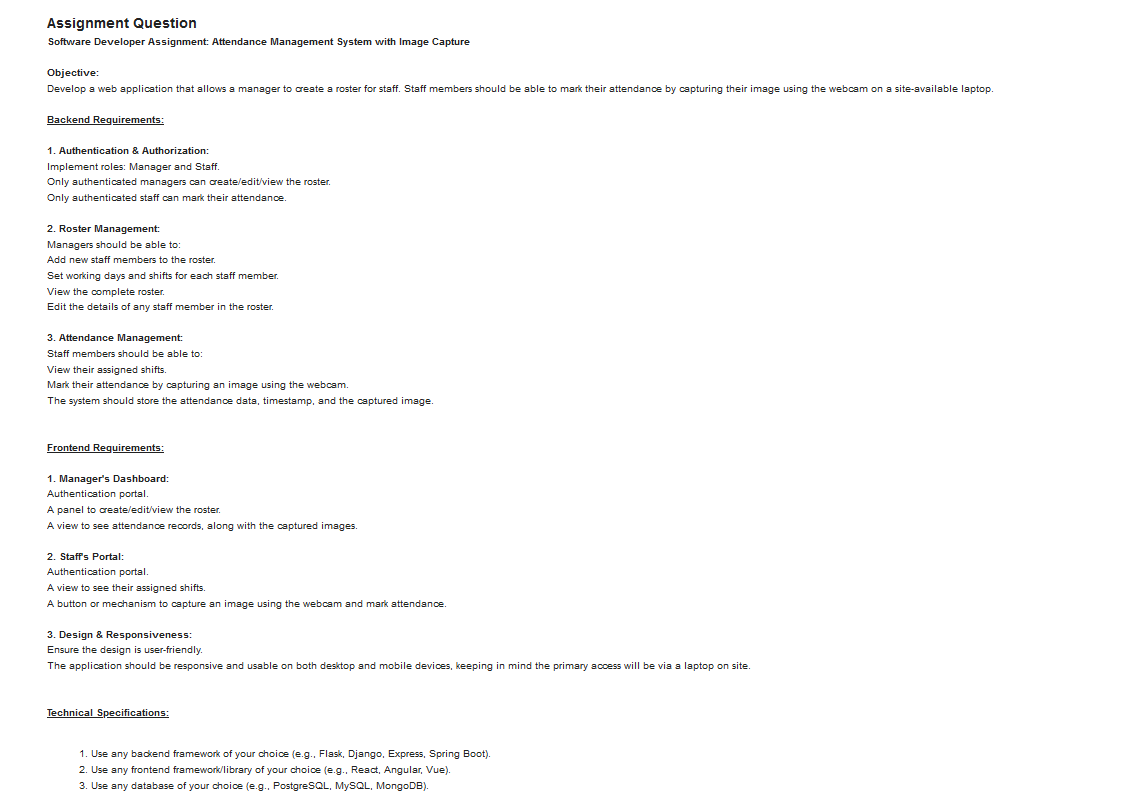 Assignment Question
Software Developer Assignment: Attendance Management System with Image Capture
Objective:
Develop a web application that allows a manager to create a roster for staff. Staff members should be able to mark their attendance by capturing their image using the webcam on a site-available laptop.
Backend Requirements:
1. Authentication & Authorization:
Implement roles: Manager and Staff.
Only authenticated managers can create/edit/view the roster.
Only authenticated staff can mark their attendance.
2. Roster Management:
Managers should be able to:
Add new staff members to the roster.
Set working days and shifts for each staff member.
View the complete roster.
Edit the details of any staff member in the roster.
3. Attendance Management:
Staff members should be able to:
View their assigned shifts.
Mark their attendance by capturing an image using the webcam.
The system should store the attendance data, timestamp, and the captured image.
Frontend Requirements:
1. Manager's Dashboard:
Authentication portal.
A panel to create/edit/view the roster.
A view to see attendance records, along with the captured images.
2. Staff's Portal:
Authentication portal.
A view to see their assigned shifts.
A button or mechanism to capture an image using the webcam and mark attendance.
3. Design & Responsiveness:
Ensure the design is user-friendly.
The application should be responsive and usable on both desktop and mobile devices, keeping in mind the primary access will be via a laptop on site.
Technical Specifications:
1. Use any backend framework of your choice (e.g., Flask, Django, Express, Spring Boot).
2. Use any frontend framework/library of your choice (e.g., React, Angular, Vue).
3. Use any database of your choice (e.g., PostgreSQL, MySQL, MongoDB).